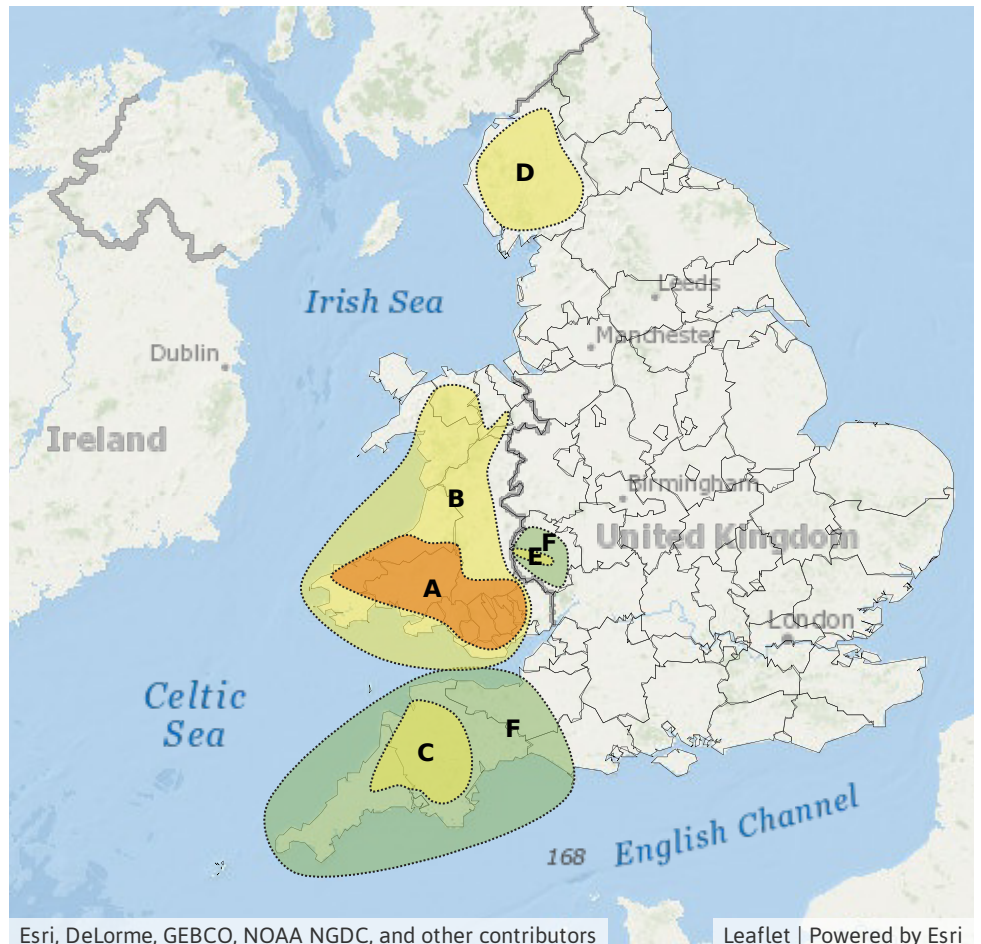 D
Leeds
Irish Sea
Manchester
Dublin
Ireland
B
Birmingham
F
United Kingdom
E
A
London
Celtic
Sea
F
C
English Channel
168
Esri, DeLorme, GEBCO, NOAA NGDC, and other contributors
Leaflet | Powered by Esri